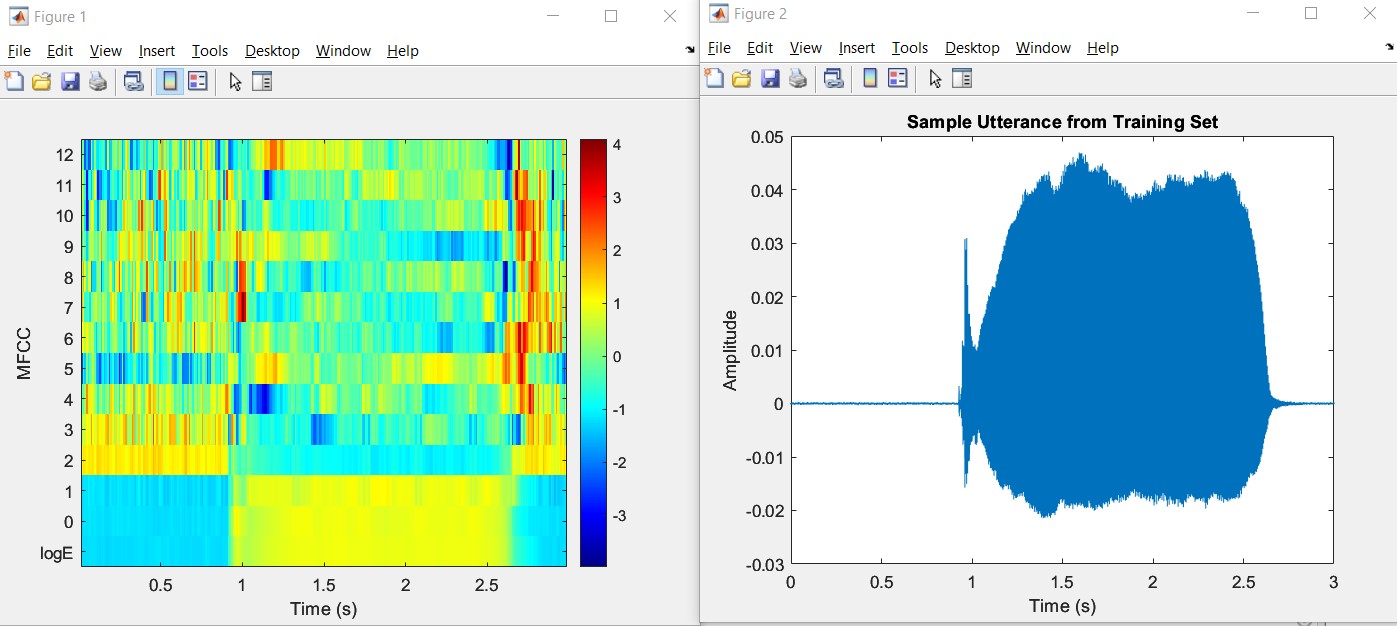 Figure 1
File Edit View Insert Tools Desktop Window Help
12
11
10
9
8
7
6
5
4
3
2
1
0
logE
MFCC
0.5 1 1.5 2 2.5
Time (s)
4
3
2
1
0
-1
-2
-3
Figure 2
File Edit View Insert Tools Desktop Window Help
Sample Utterance from Training Set
0.05
0.04
0.03
0.02
0.01
0
-0.01
-0.02
-0.03
Amplitude
0 0.5 1 1.5 2 2.5 3
Time (s)